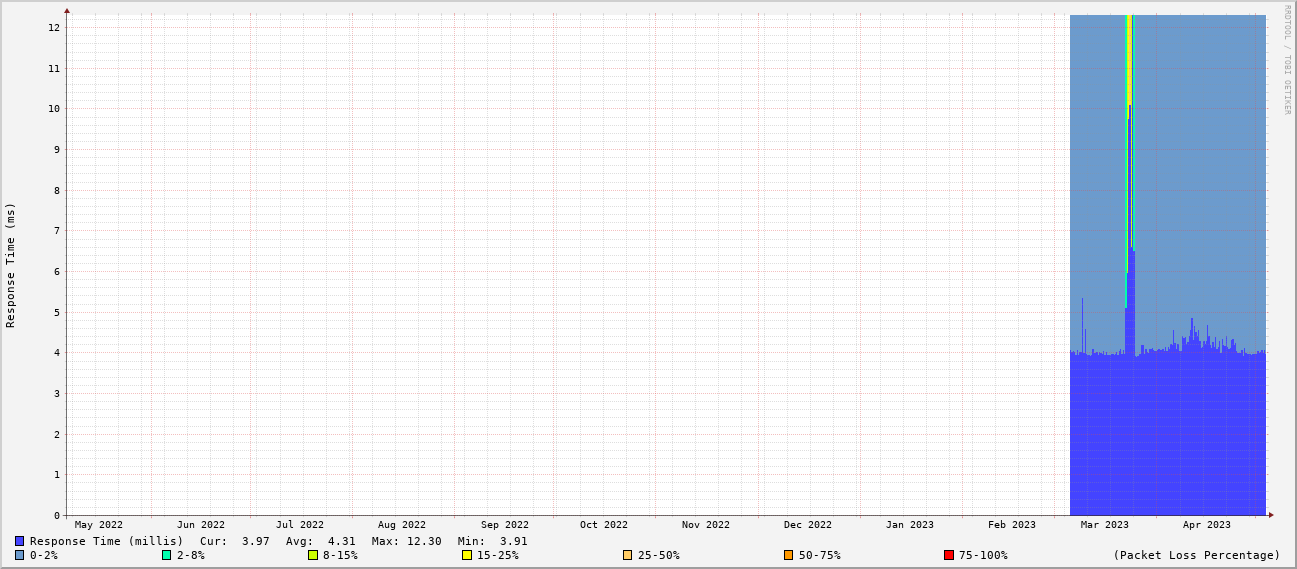 RRDTOOL / TOBI OETIKER
Response Time (ms)
12
11
10
9
8
7
6
5
4
3
2
1
0
May 2022 Jun 2022 Jul 2022 Aug 2022 Sep 2022 Oct 2022 Nov 2022 Dec 2022 Jan 2023 Feb 2023 Mar 2023 Apr 2023
Response Time (millis) Cur: 3.97 Avg: 4.31 Max: 12.30 Min: 3.91
0-2% 2-8% 8-15% 15-25% 25-50% 50-75% 75-100% (Packet Loss Percentage)